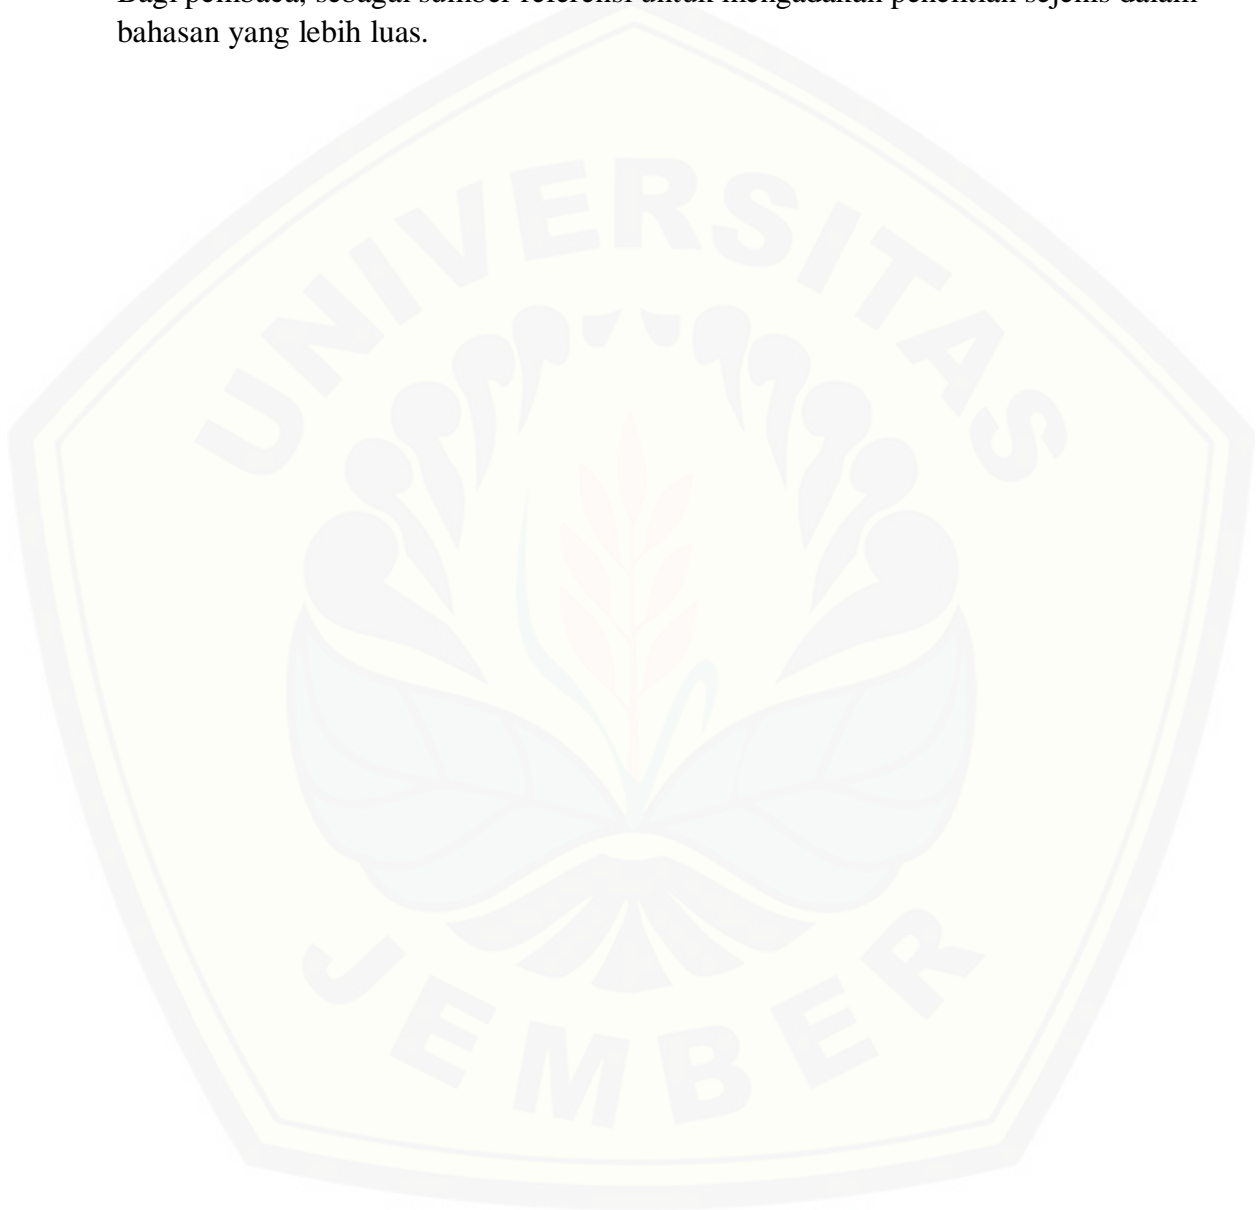 Bagi pembaca, sebagai sumber referensi untuk mengadakan penelitian sejenis dalam
bahasan yang lebih luas.
UNIVERSITAS
JEMBER